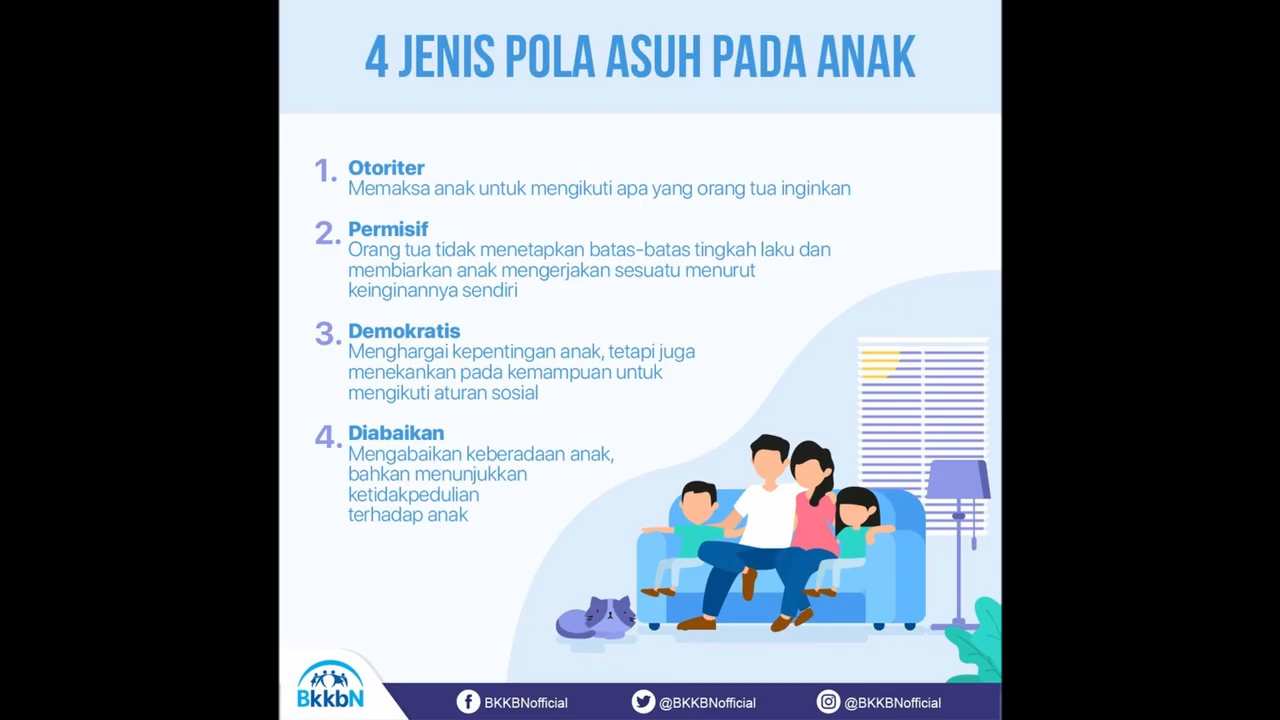 4 JENIS POLA ASUH PADA ANAK
1. Otoriter
Memaksa anak untuk mengikuti apa yang orang tua inginkan
2. Permisif
Orang tua tidak menetapkan batas-batas tingkah laku dan
membiarkan anak mengerjakan sesuatu menurut
keinginannya sendiri
3. Demokratis
Menghargai kepentingan anak, tetapi juga
menekankan pada kemampuan untuk
mengikuti aturan sosial
4. Diabaikan
Mengabaikan keberadaan anak,
bahkan menunjukkan
ketidakpedulian
terhadap anak
BkkbN
BKKBNofficial
@BKKBNofficial
@BKKBNofficial